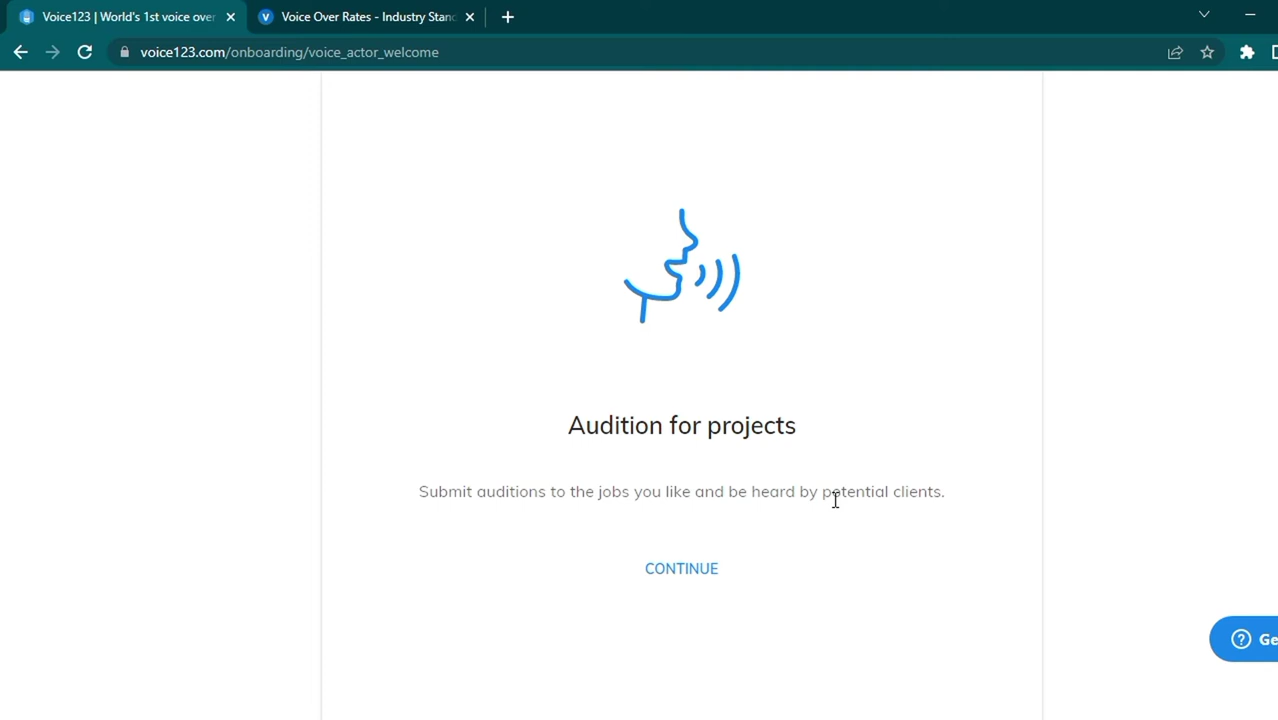 Voice123 | World's 1st voice over
Voice Over Rates - Industry Stand
voice123.com/onboarding/voice_actor_welcome
Audition for projects
Submit auditions to the jobs you like and be heard by potential clients.
CONTINUE
Ge